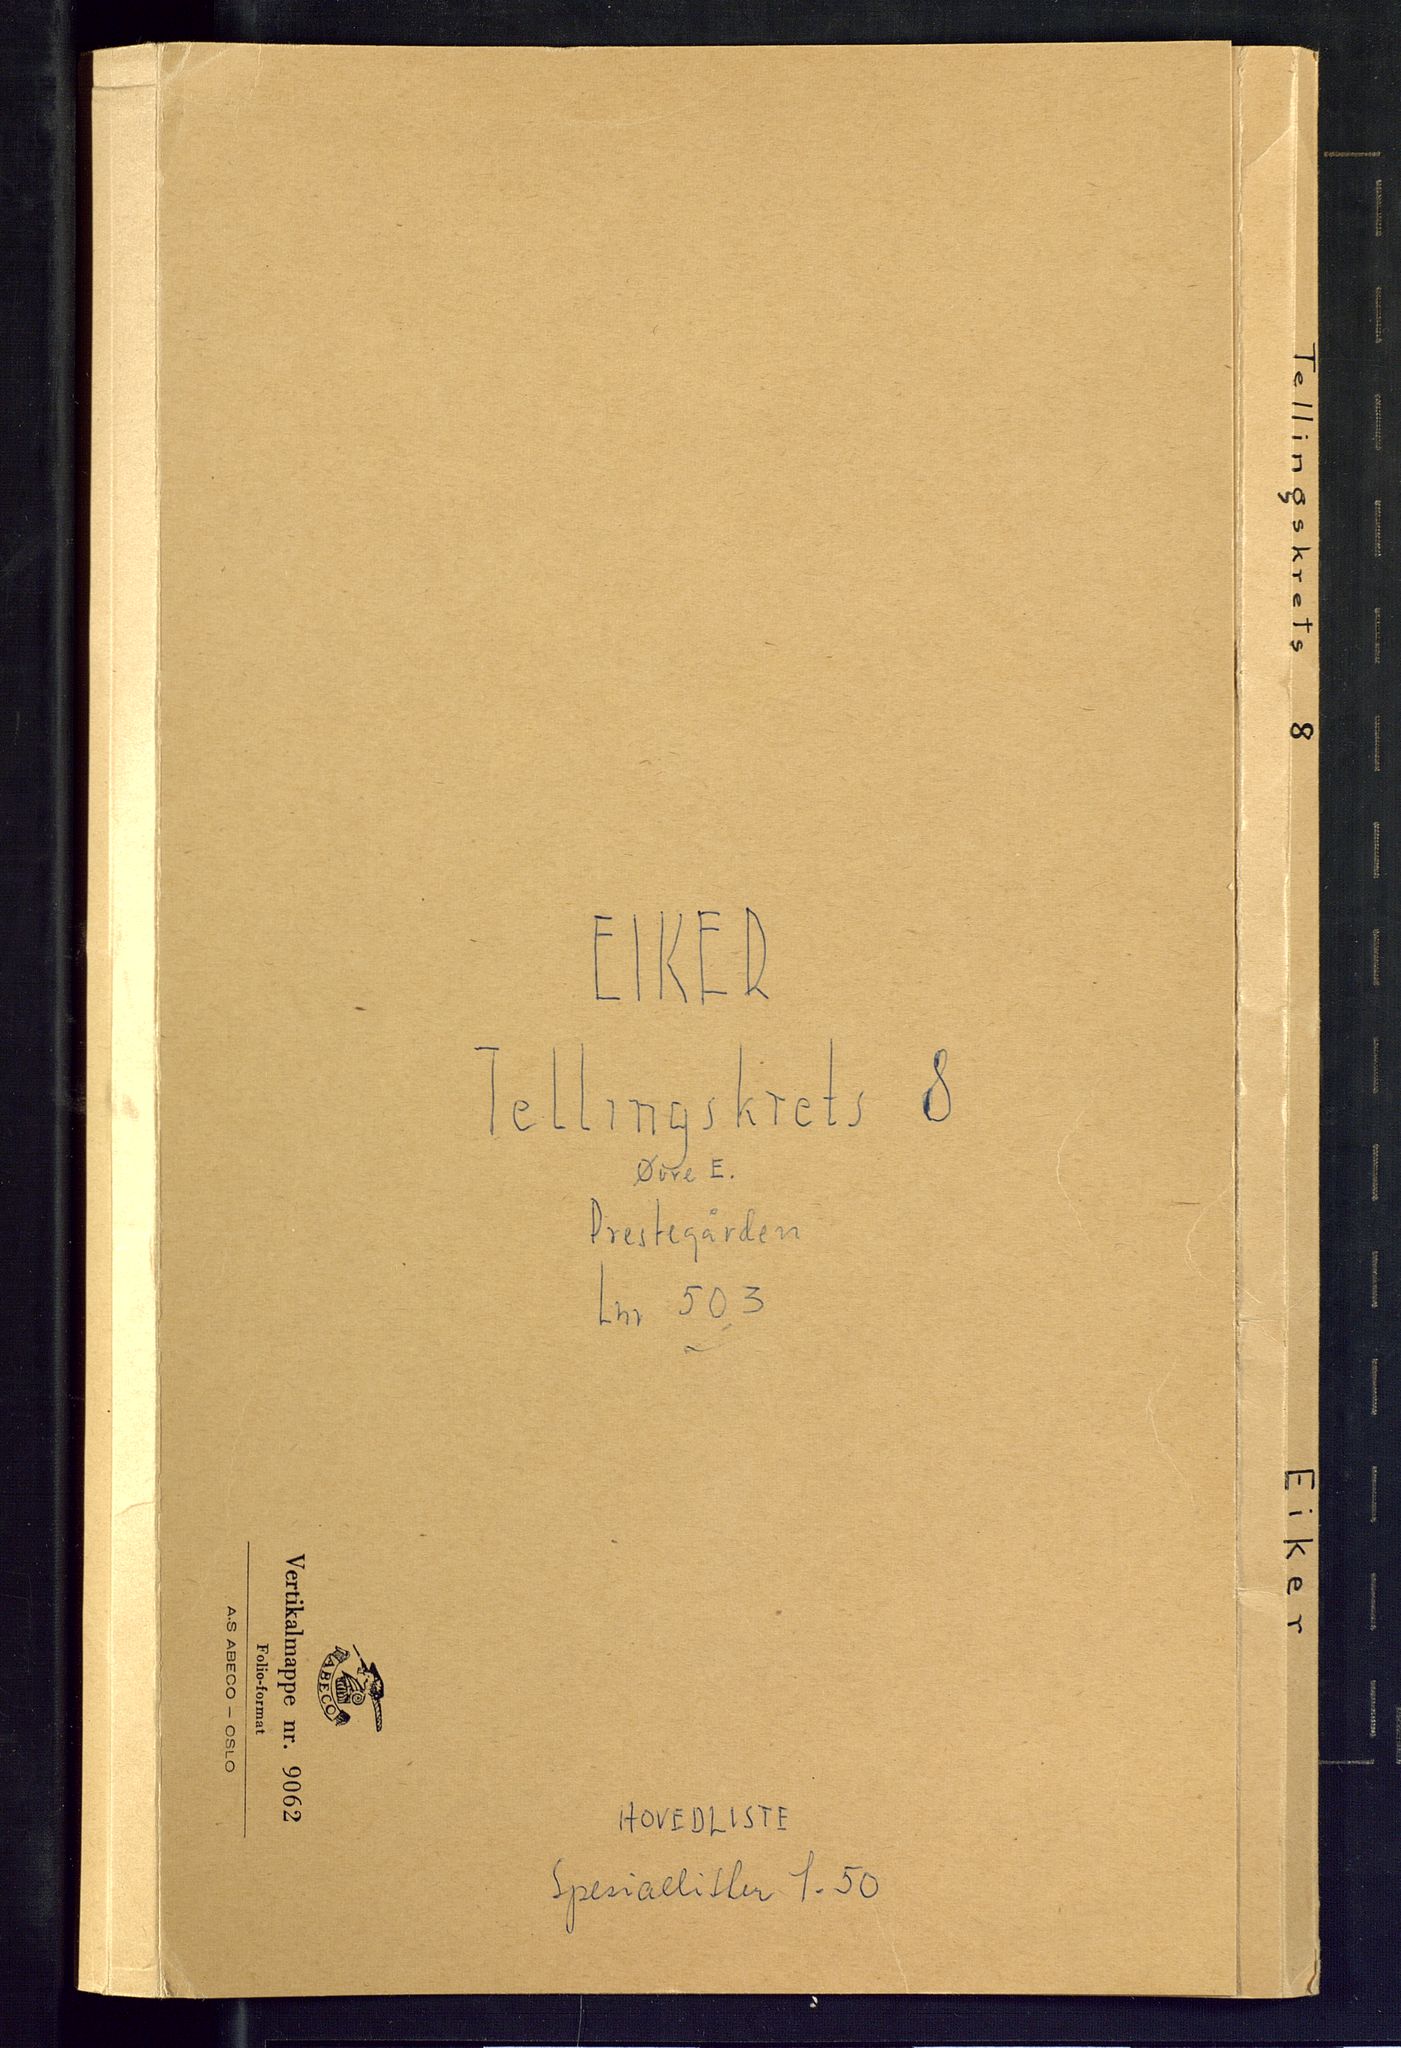 EIKER
Tellingskrets 8
Øvre E.
Prestegården
Lnr 503
HOVEDLISTE
Spesiallister 1-50
Tellingskrets 8
Eiker
ABECO
Vertikalmappe nr. 9062
Folio-format
A.S ABECO – OSLO